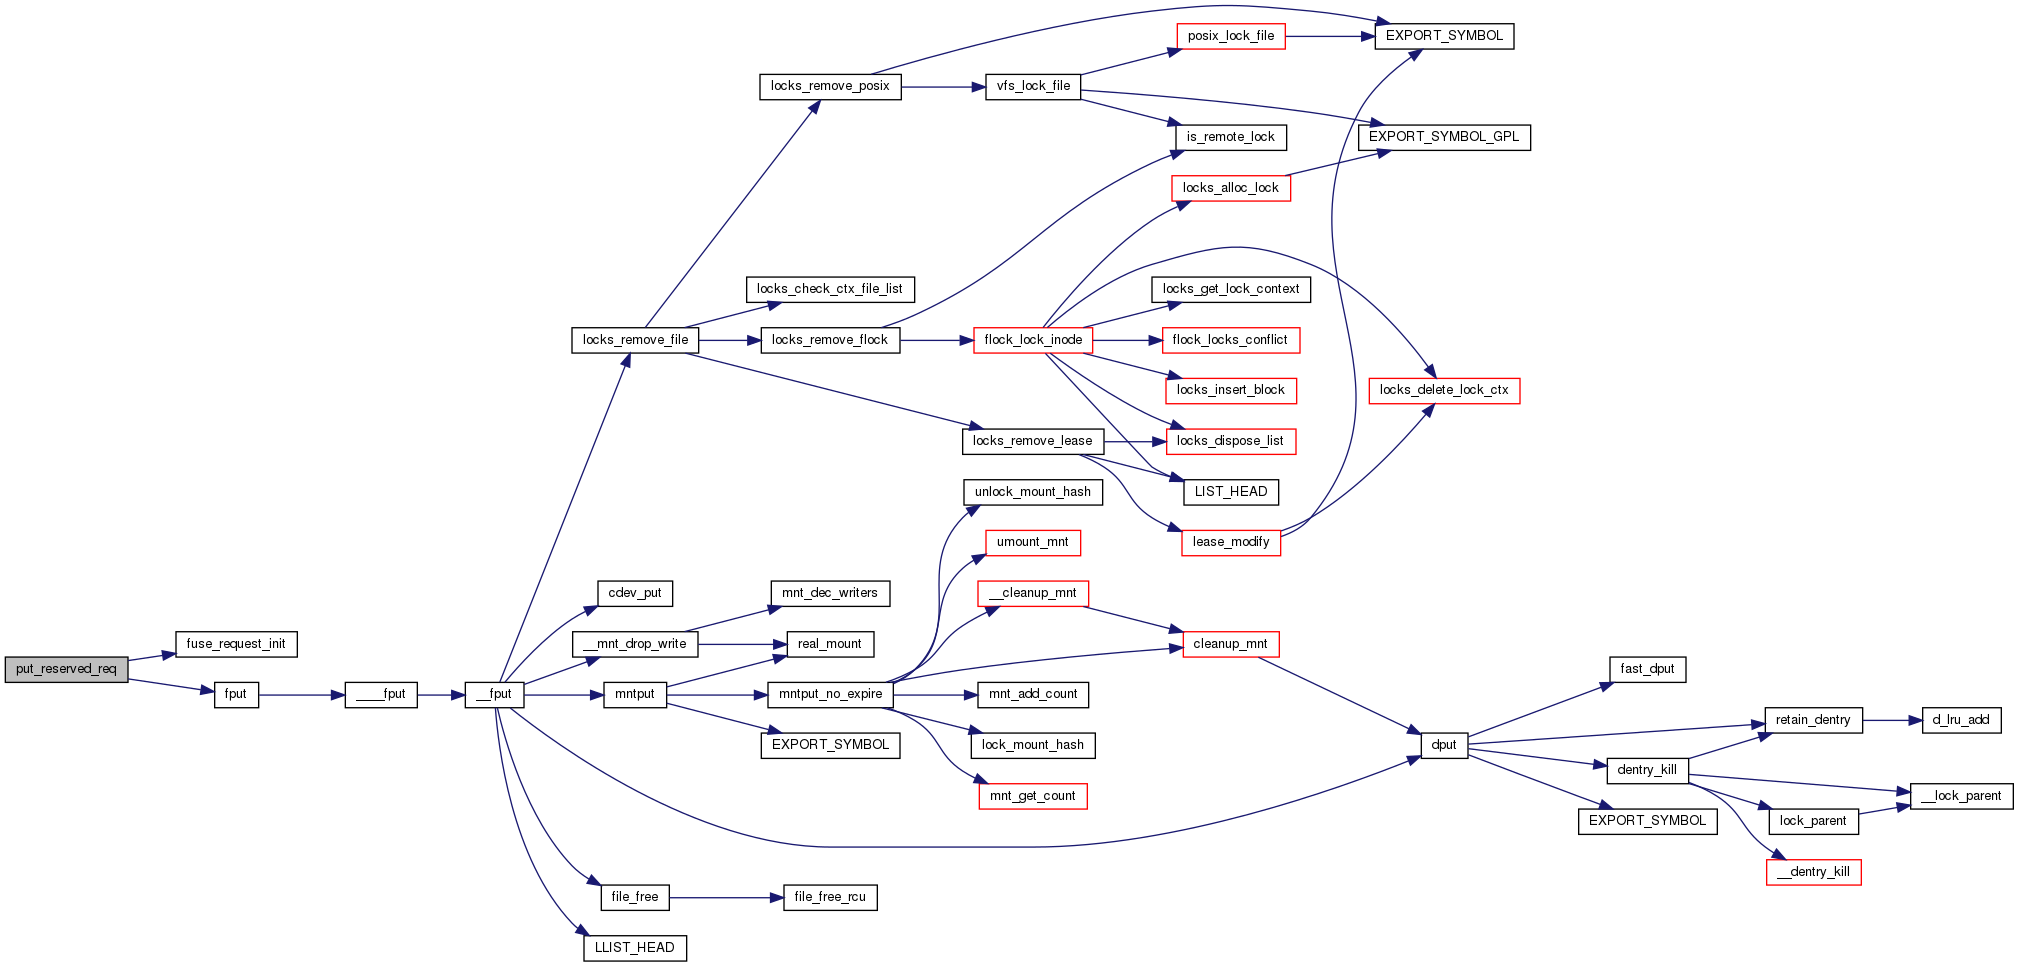 posix_lock_file
EXPORT_SYMBOL
locks_remove_posix
vfs_lock_file
is_remote_lock
EXPORT_SYMBOL_GPL
locks_alloc_lock
locks_check_ctx_file_list
locks_get_lock_context
locks_remove_file
locks_remove_flock
flock_lock_inode
flock_locks_conflict
locks_insert_block
locks_delete_lock_ctx
locks_remove_lease
locks_dispose_list
unlock_mount_hash
LIST_HEAD
umount_mnt
lease_modify
cdev_put
mnt_dec_writers
__cleanup_mnt
fuse_request_init
__mnt_drop_write
real_mount
cleanup_mnt
put_reserved_req
fast_dput
fput
____fput
__fput
mntput
mntput_no_expire
mnt_add_count
retain_dentry
d_lru_add
EXPORT_SYMBOL
lock_mount_hash
dput
dentry_kill
mnt_get_count
__lock_parent
EXPORT_SYMBOL
lock_parent
__dentry_kill
file_free
file_free_rcu
LLIST_HEAD